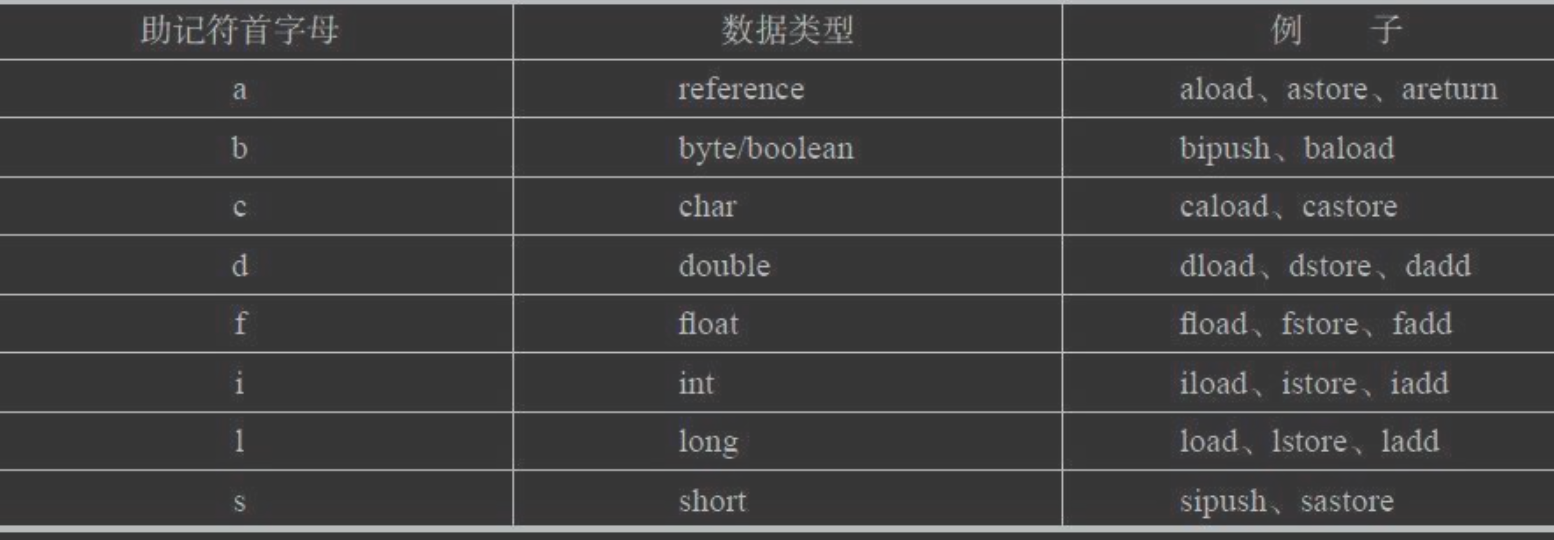 助记符首字母 数据类型 例 子
a reference aload、astore、areturn
b byte/boolean bipush、baload
c char caload、castore
d double dload、dstore、dadd
f float fload、fstore、fadd
i int iload、istore、iadd
l long load、lstore、ladd
s short sipush、sastore